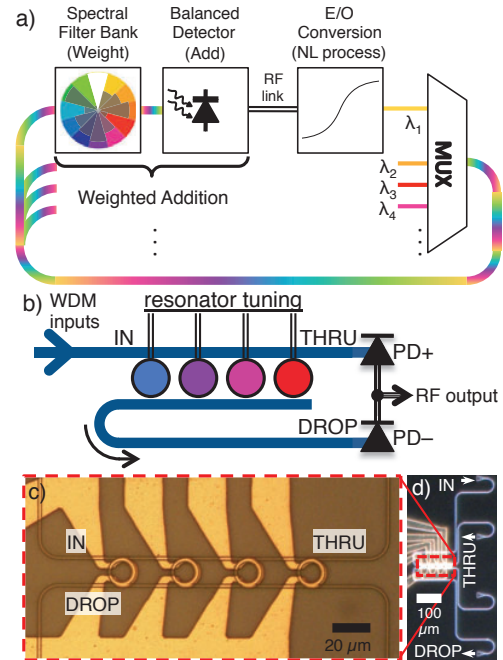 a)
Spectral
Filter Bank
(Weight)
Balanced
Detector
(Add)
E/O
Conversion
(NL process)
RF
link
λ1
λ2
λ3
λ4
MUX
Weighted Addition
b)
WDM
inputs
resonator tuning
IN
THRU
PD+
RF output
DROP
PD–
c)
IN
THRU
DROP
20 µm
d)
IN
THRU
100
µm
DROP